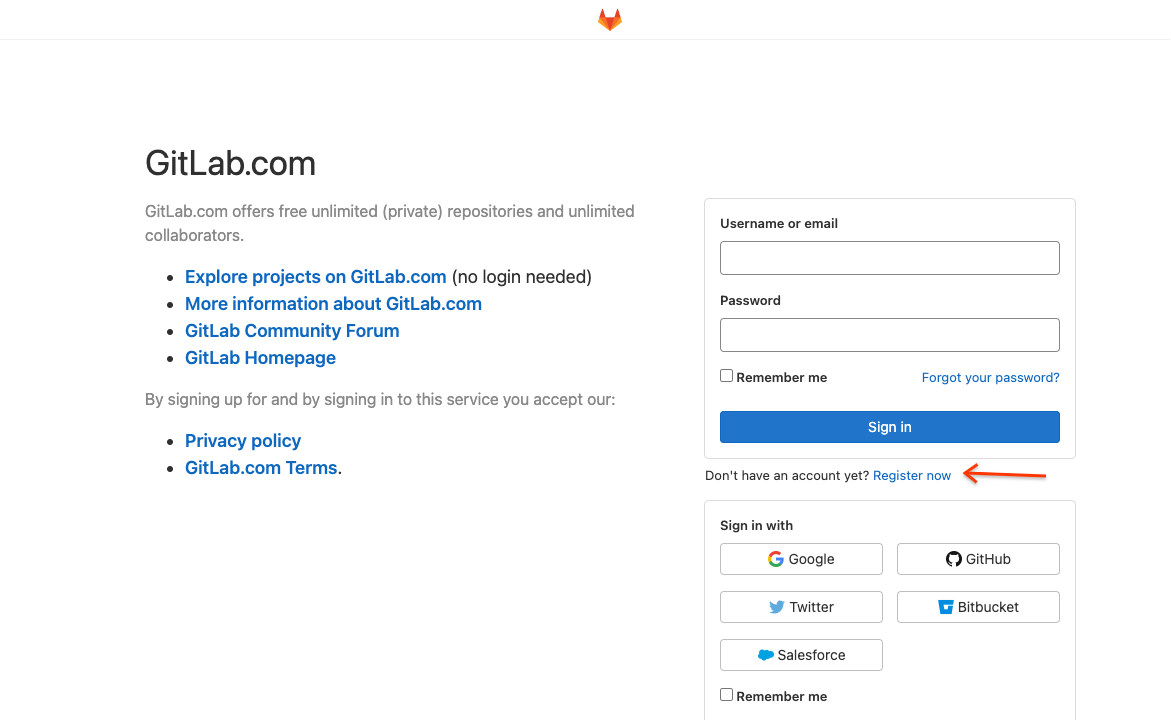 GitLab.com
GitLab.com offers free unlimited (private) repositories and unlimited
collaborators.
Explore projects on GitLab.com (no login needed)
More information about GitLab.com
GitLab Community Forum
GitLab Homepage
By signing up for and by signing in to this service you accept our:
Privacy policy
GitLab.com Terms.
Username or email
Password
Remember me
Forgot your password?
Sign in
Don't have an account yet? Register now
Sign in with
Google
GitHub
Twitter
Bitbucket
Salesforce
Remember me